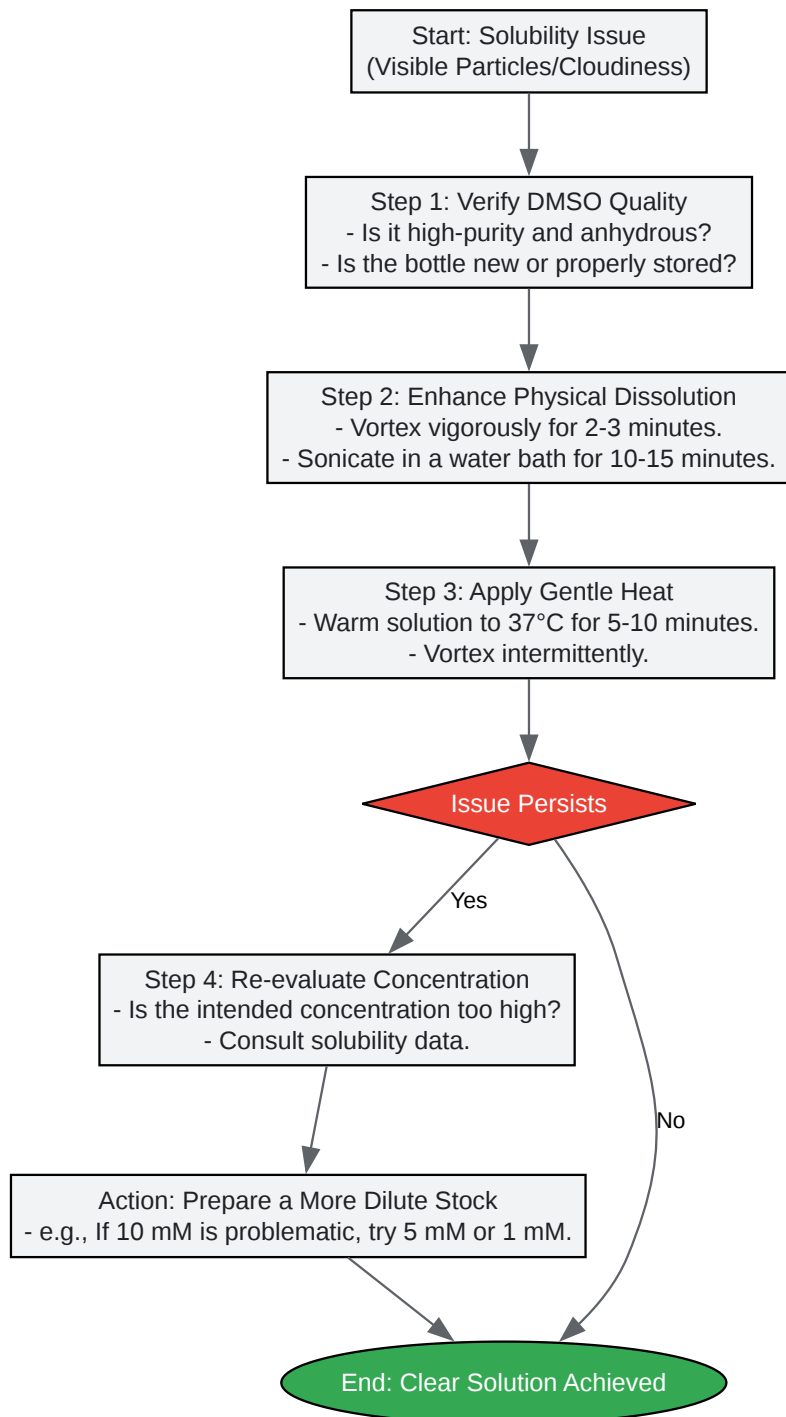 Start: Solubility Issue
(Visible Particles/Cloudiness)
Step 1: Verify DMSO Quality
- Is it high-purity and anhydrous?
- Is the bottle new or properly stored?
Step 2: Enhance Physical Dissolution
- Vortex vigorously for 2-3 minutes.
- Sonicate in a water bath for 10-15 minutes.
Step 3: Apply Gentle Heat
- Warm solution to 37°C for 5-10 minutes.
- Vortex intermittently.
Issue Persists
Yes
Step 4: Re-evaluate Concentration
- Is the intended concentration too high?
- Consult solubility data.
No
Action: Prepare a More Dilute Stock
- e.g., If 10 mM is problematic, try 5 mM or 1 mM.
End: Clear Solution Achieved